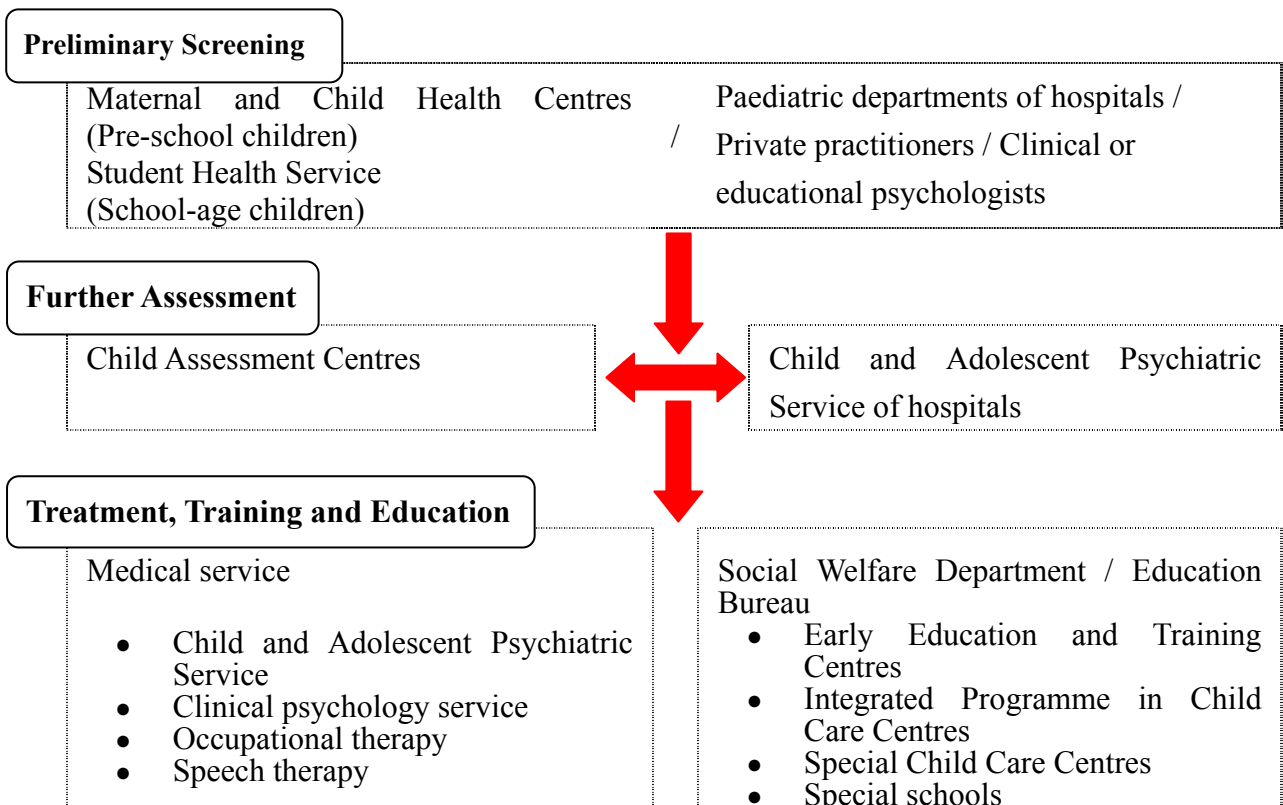 Preliminary Screening
Maternal and Child Health Centres
(Pre-school children)
Student Health Service
(School-age children)
/
Paediatric departments of hospitals /
Private practitioners / Clinical or
educational psychologists
Further Assessment
Child Assessment Centres
Child and Adolescent Psychiatric
Service of hospitals
Treatment, Training and Education
Medical service
● Child and Adolescent Psychiatric
Service
● Clinical psychology service
● Occupational therapy
● Speech therapy
Social Welfare Department / Education
Bureau
● Early Education and Training
Centres
● Integrated Programme in Child
Care Centres
● Special Child Care Centres
● Special schools